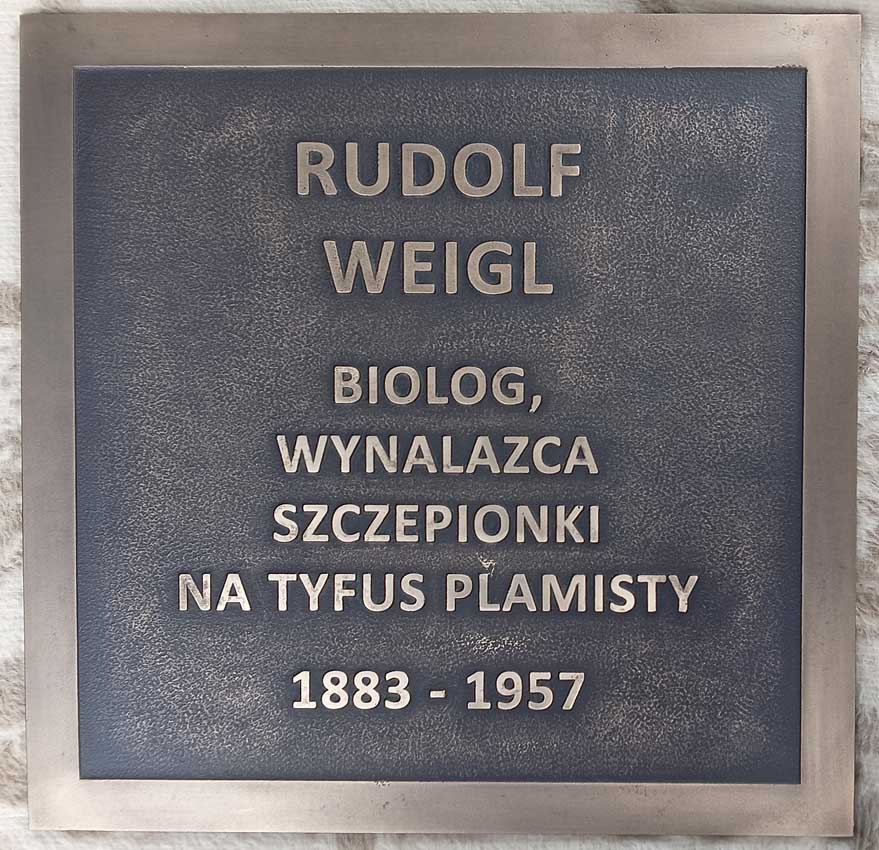 RUDOLF
WEIGL
BIOLOG,
WYNALAZCA
SZCZEPIONKI
NA TYFUS PLAMISTY
1883 - 1957